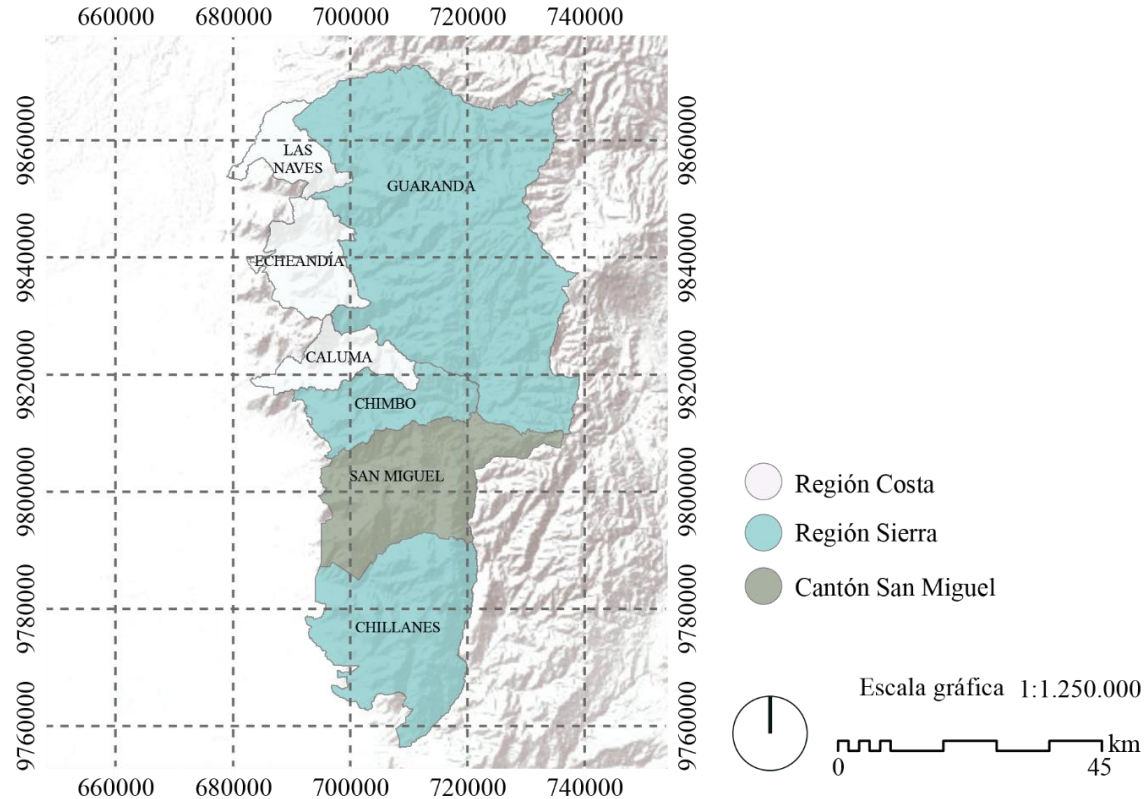 660000 680000 700000 720000 740000
9860000
9840000
9820000
9800000
9780000
9760000
LAS
NAVES
GUARANDA
ECHEANDÍA
CALUMA
CHIMBO
SAN MIGUEL
CHILLANES
9860000
9840000
9820000
9800000
9780000
9760000
660000 680000 700000 720000 740000
Región Costa
Región Sierra
Cantón San Miguel
Escala gráfica 1:1.250.000
km
0 45